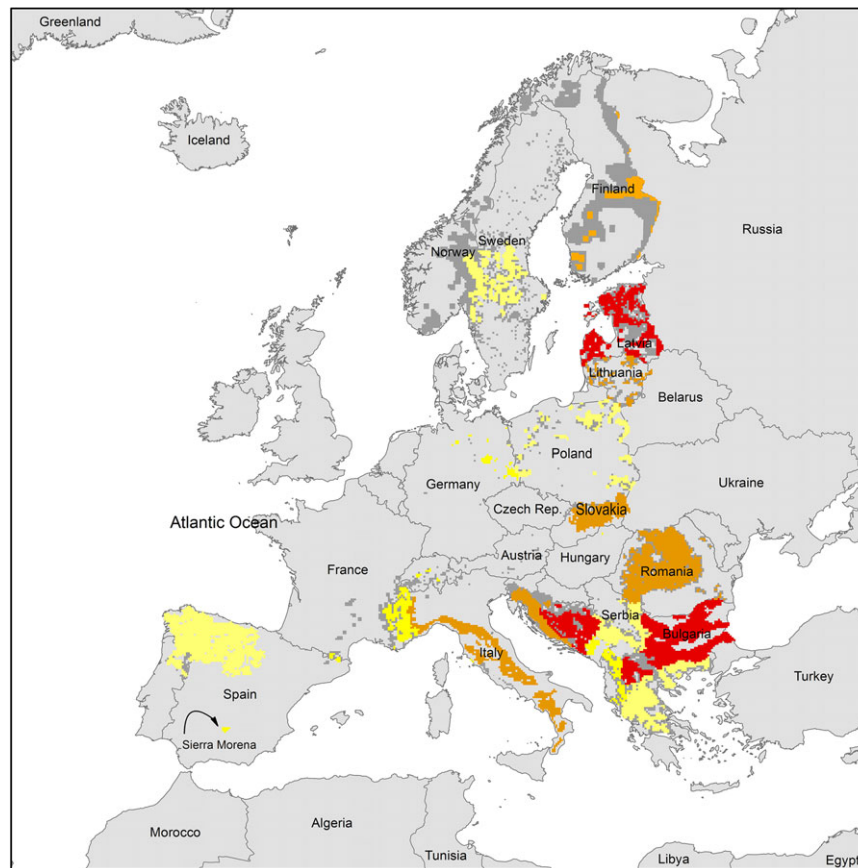 Greenland
Iceland
Finland
Russia
Sweden
Norway
Latvia
Lithuania
Belarus
Poland
Germany
Ukraine
Czech Rep.
Slovakia
Atlantic Ocean
Austria
Hungary
France
Romania
Serbia
Bulgaria
Italy
Turkey
Spain
Sierra Morena
Morocco
Algeria
Tunisia
Libya
Egypt